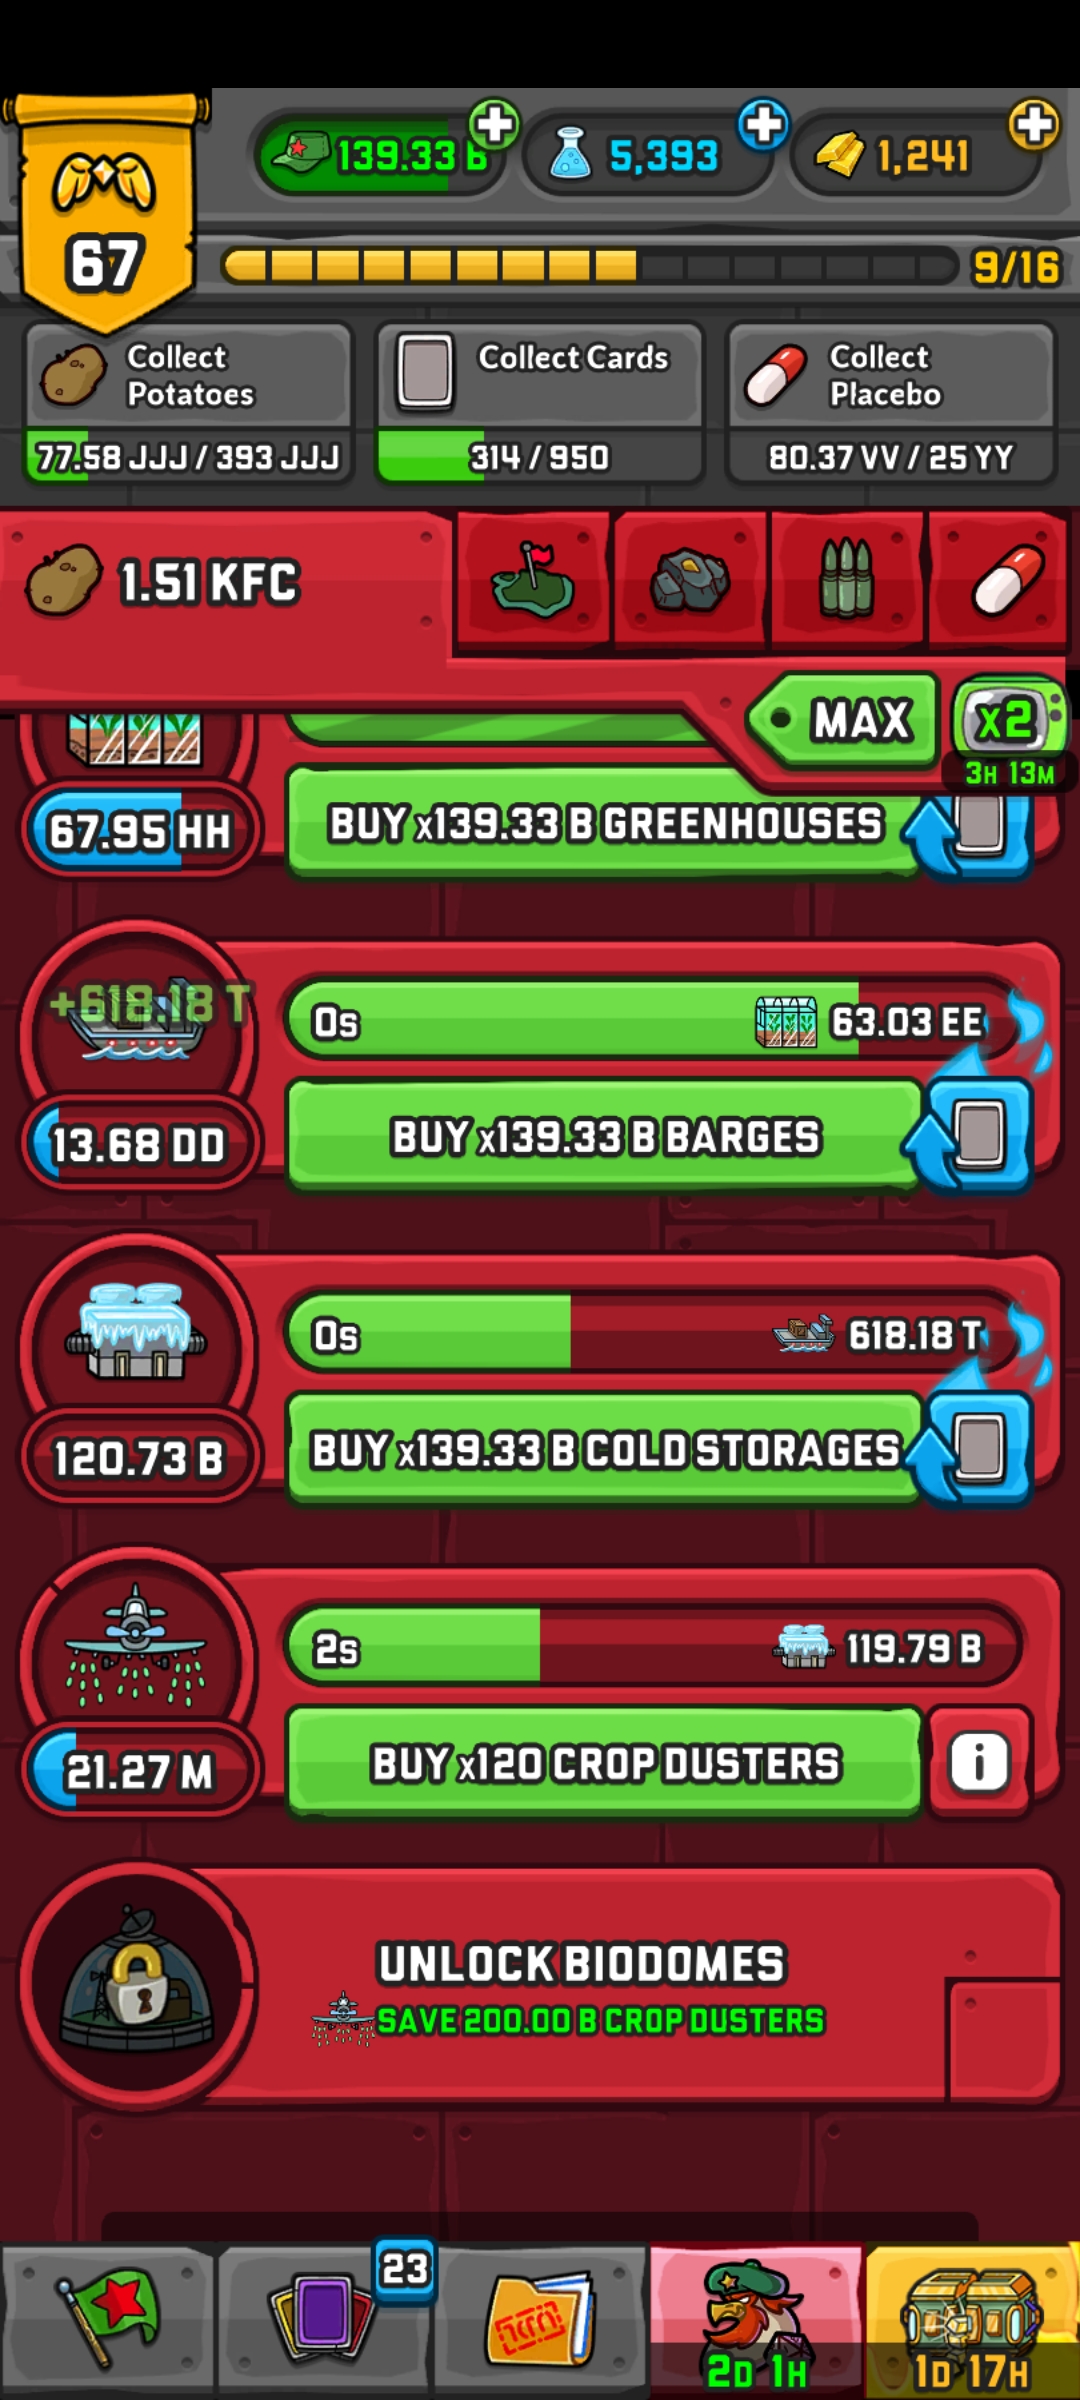 139.33 B
5,393
1,241
67
9/16
Collect
Potatoes
77.58 JJJ / 393 JJJ
Collect Cards
314 / 950
Collect
Placebo
80.37 VV / 25 YY
1.51 KFC
MAX
x2
3H 13M
67.95 HH
BUY x139.33 B GREENHOUSES
+618.18 T
0s
63.03 EE
13.68 DD
BUY x139.33 B BARGES
0s
618.18 T
120.73 B
BUY x139.33 B COLD STORAGES
2s
119.79 B
21.27 M
BUY x120 CROP DUSTERS
i
UNLOCK BIODOMES
SAVE 200.00 B CROP DUSTERS
23
2D 1H
1D 17H